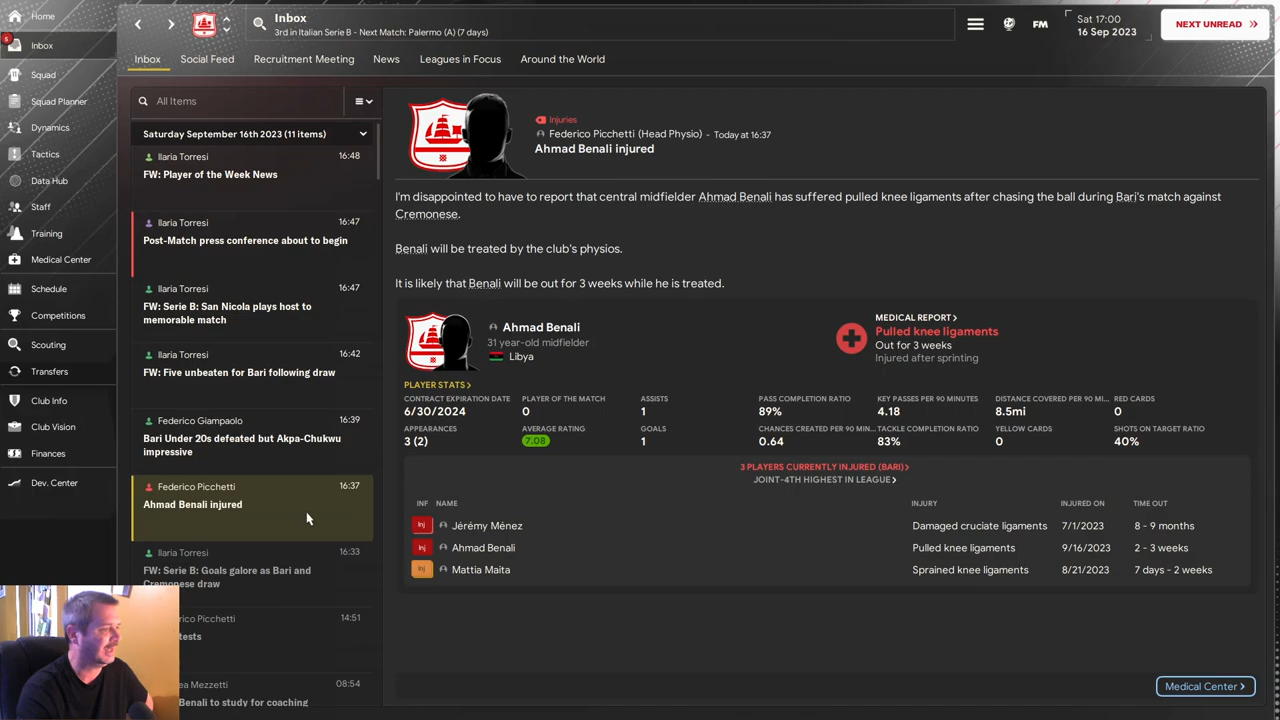 Home
5
Inbox
Squad
Squad Planner
Dynamics
Tactics
Data Hub
Staff
Training
Medical Center
Schedule
Competitions
Scouting
Transfers
Club Info
Club Vision
Finances
Dev. Center
Inbox
3rd in Italian Serie B - Next Match: Palermo (A) (7 days)
FM
Sat 17:00
16 Sep 2023
NEXT UNREAD
Inbox Social Feed Recruitment Meeting News Leagues in Focus Around the World
All Items
Saturday September 16th 2023 (11 items)
Ilaria Torresi 16:48
FW: Player of the Week News
Ilaria Torresi 16:47
Post-Match press conference about to begin
Ilaria Torresi 16:47
FW: Serie B: San Nicola plays host to
memorable match
Ilaria Torresi 16:42
FW: Five unbeaten for Bari following draw
Federico Giampaolo 16:39
Bari Under 20s defeated but Akpa-Chukwu
impressive
Federico Picchetti 16:37
Ahmad Benali injured
Ilaria Torresi 16:33
FW: Serie B: Goals galore as Bari and
Cremonese draw
Picchetti 14:51
tests
Mezzetti 08:54
Benali to study for coaching
Injuries
Federico Picchetti (Head Physio) - Today at 16:37
Ahmad Benali injured
I'm disappointed to have to report that central midfielder Ahmad Benali has suffered pulled knee ligaments after chasing the ball during Bari's match against
Cremonese.
Benali will be treated by the club's physios.
It is likely that Benali will be out for 3 weeks while he is treated.
Ahmad Benali
31 year-old midfielder
Libya
MEDICAL REPORT
Pulled knee ligaments
Out for 3 weeks
Injured after sprinting
PLAYER STATS
CONTRACT EXPIRATION DATE PLAYER OF THE MATCH ASSISTS PASS COMPLETION RATIO KEY PASSES PER 90 MINUTES DISTANCE COVERED PER 90 MI... RED CARDS
6/30/2024 0 1 89% 4.18 8.5mi 0
APPEARANCES AVERAGE RATING GOALS CHANCES CREATED PER 90 MIN... TACKLE COMPLETION RATIO YELLOW CARDS SHOTS ON TARGET RATIO
3 (2) 7.08 1 0.64 83% 0 40%
3 PLAYERS CURRENTLY INJURED (BARI)
JOINT-4TH HIGHEST IN LEAGUE
INF NAME INJURY INJURED ON TIME OUT
Inj Jérémy Ménez Damaged cruciate ligaments 7/1/2023 8 - 9 months
Inj Ahmad Benali Pulled knee ligaments 9/16/2023 2 - 3 weeks
Inj Mattia Maita Sprained knee ligaments 8/21/2023 7 days - 2 weeks
Medical Center